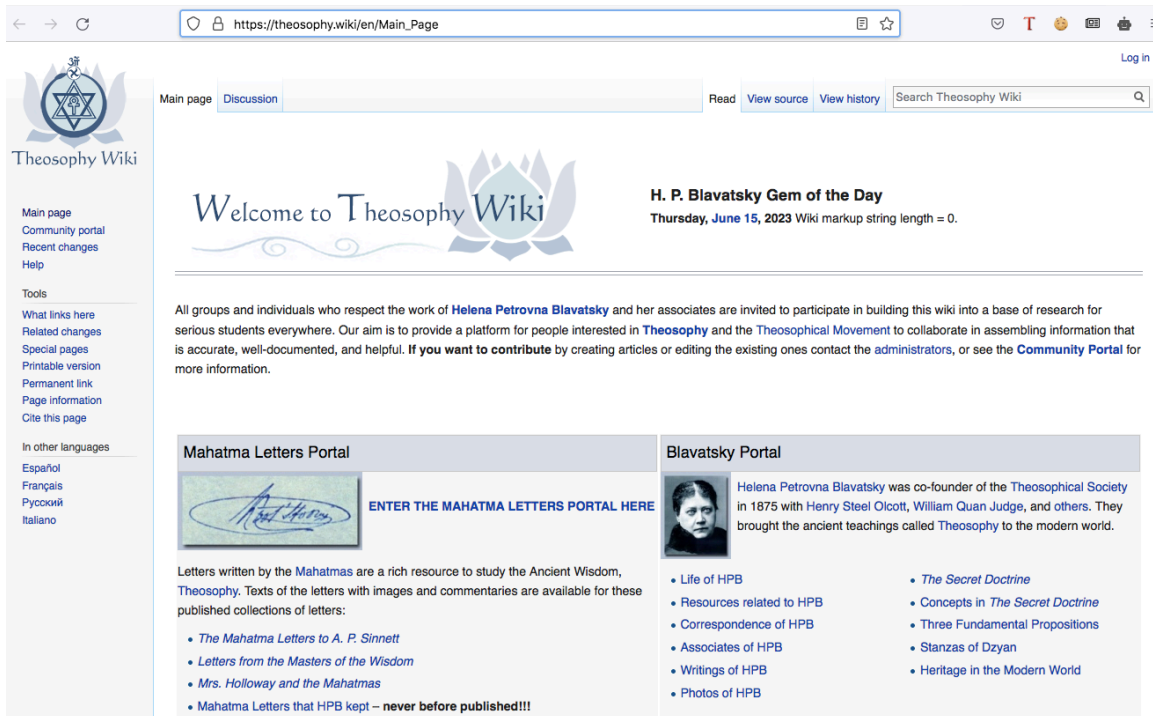 https://theosophy.wiki/en/Main_Page
T
Log in
Main page Discussion
Read View source View history
Search Theosophy Wiki
Theosophy Wiki
Main page
Community portal
Recent changes
Help
Tools
What links here
Related changes
Special pages
Printable version
Permanent link
Page information
Cite this page
In other languages
Español
Français
Русский
Italiano
Welcome to Theosophy Wiki
H. P. Blavatsky Gem of the Day
Thursday, June 15, 2023 Wiki markup string length = 0.
All groups and individuals who respect the work of Helena Petrovna Blavatsky and her associates are invited to participate in building this wiki into a base of research for
serious students everywhere. Our aim is to provide a platform for people interested in Theosophy and the Theosophical Movement to collaborate in assembling information that
is accurate, well-documented, and helpful. If you want to contribute by creating articles or editing the existing ones contact the administrators, or see the Community Portal for
more information.
Mahatma Letters Portal
ENTER THE MAHATMA LETTERS PORTAL HERE
Letters written by the Mahatmas are a rich resource to study the Ancient Wisdom,
Theosophy. Texts of the letters with images and commentaries are available for these
published collections of letters:
• The Mahatma Letters to A. P. Sinnett
• Letters from the Masters of the Wisdom
• Mrs. Holloway and the Mahatmas
• Mahatma Letters that HPB kept – never before published!!!
Blavatsky Portal
Helena Petrovna Blavatsky was co-founder of the Theosophical Society
in 1875 with Henry Steel Olcott, William Quan Judge, and others. They
brought the ancient teachings called Theosophy to the modern world.
• Life of HPB
• Resources related to HPB
• Correspondence of HPB
• Associates of HPB
• Writings of HPB
• Photos of HPB
• The Secret Doctrine
• Concepts in The Secret Doctrine
• Three Fundamental Propositions
• Stanzas of Dzyan
• Heritage in the Modern World